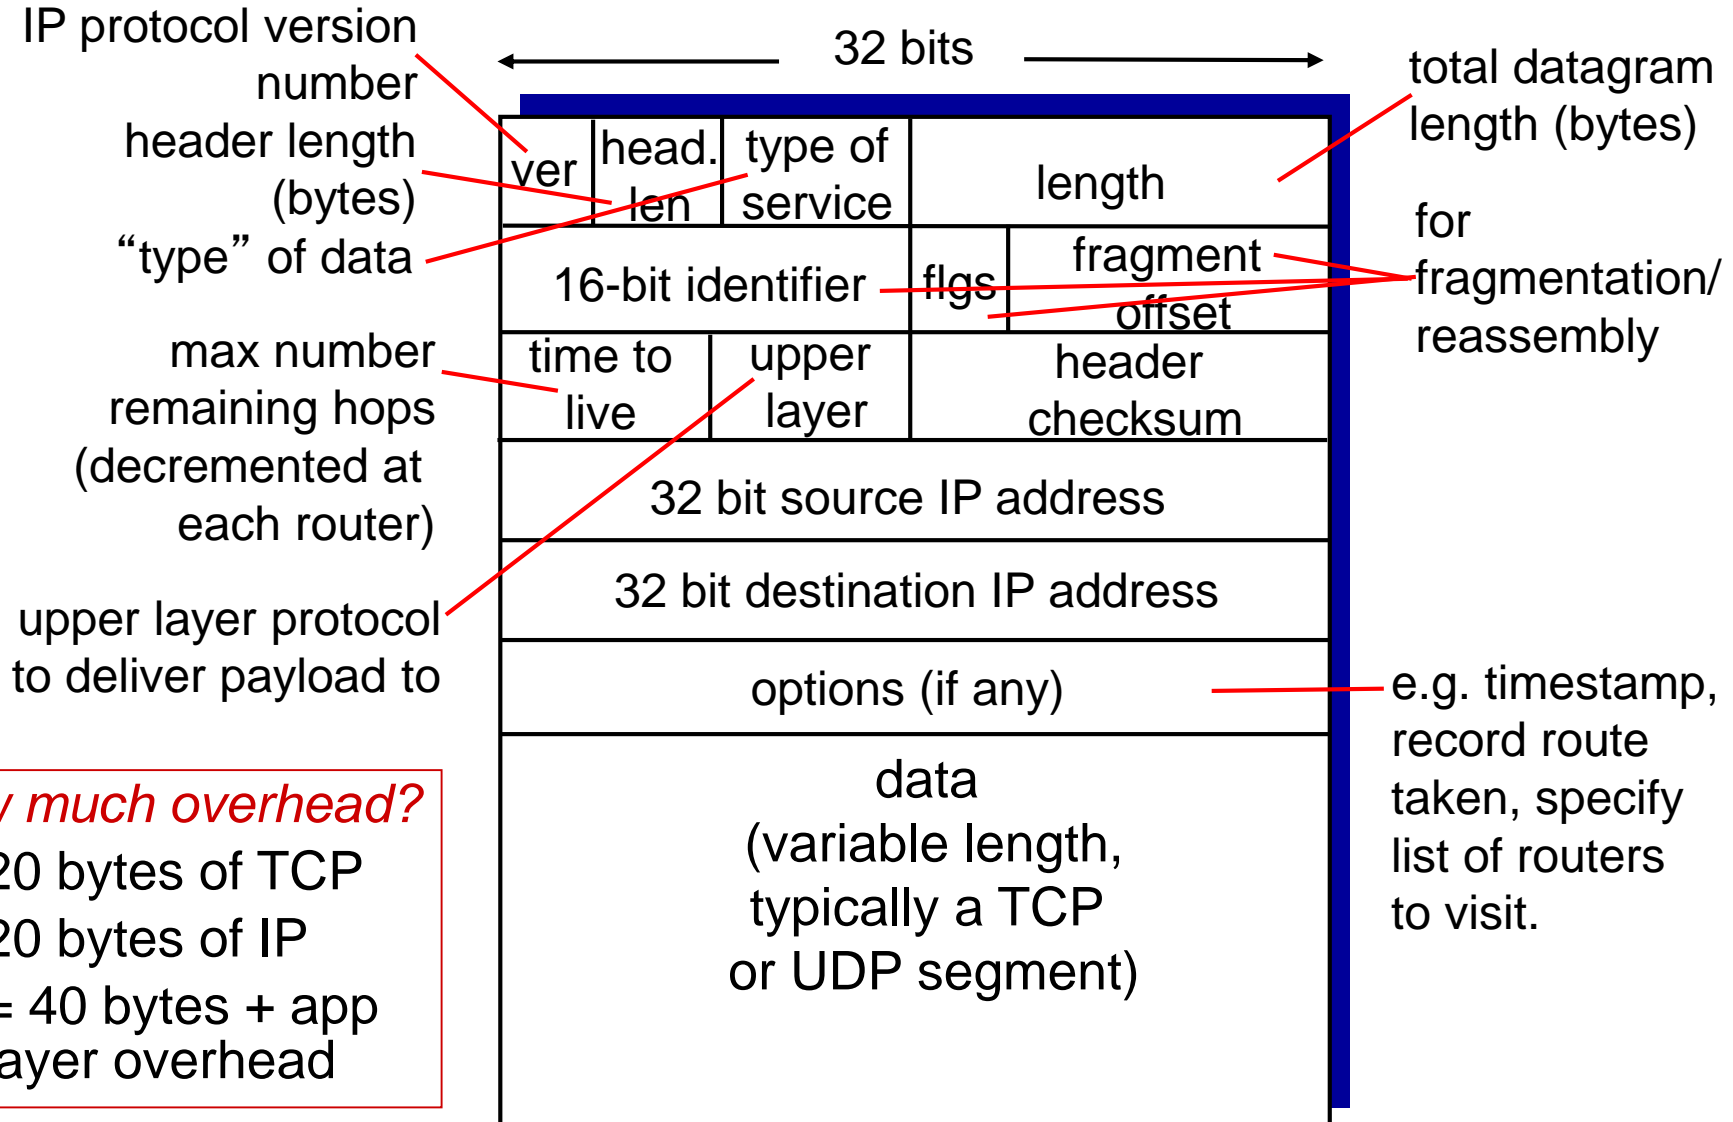 IP protocol version
number
header length
(bytes)
“type” of data
max number
remaining hops
(decremented at
each router)
upper layer protocol
to deliver payload to
much overhead?
20 bytes of TCP
20 bytes of IP
= 40 bytes + app
overhead
32 bits
ver
head.
len
type of
service
length
16-bit identifier
flgs
fragment
offset
time to
live
upper
layer
header
checksum
32 bit source IP address
32 bit destination IP address
options (if any)
data
(variable length,
typically a TCP
or UDP segment)
total datagram
length (bytes)
for
fragmentation/
reassembly
e.g. timestamp,
record route
taken, specify
list of routers
to visit.